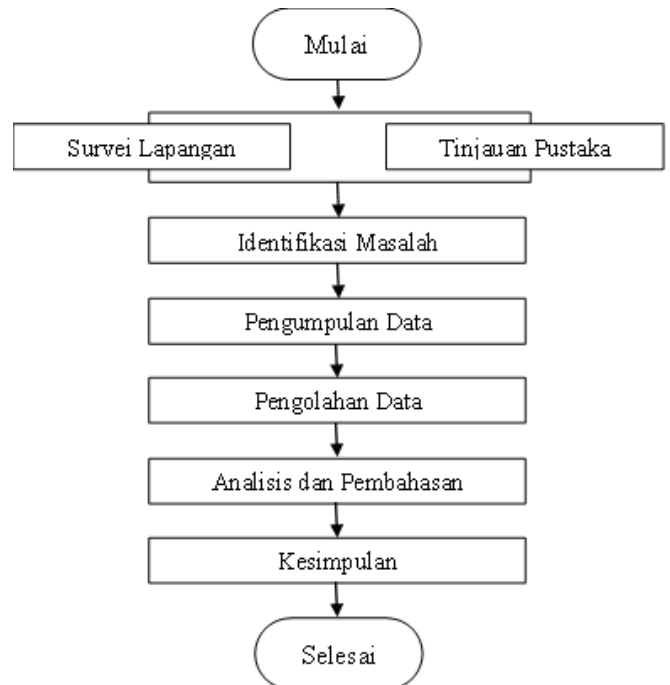 Mulai
Survei Lapangan
Tinjauan Pustaka
Identifikasi Masalah
Pengumpulan Data
Pengolahan Data
Analisis dan Pembahasan
Kesimpulan
Selesai